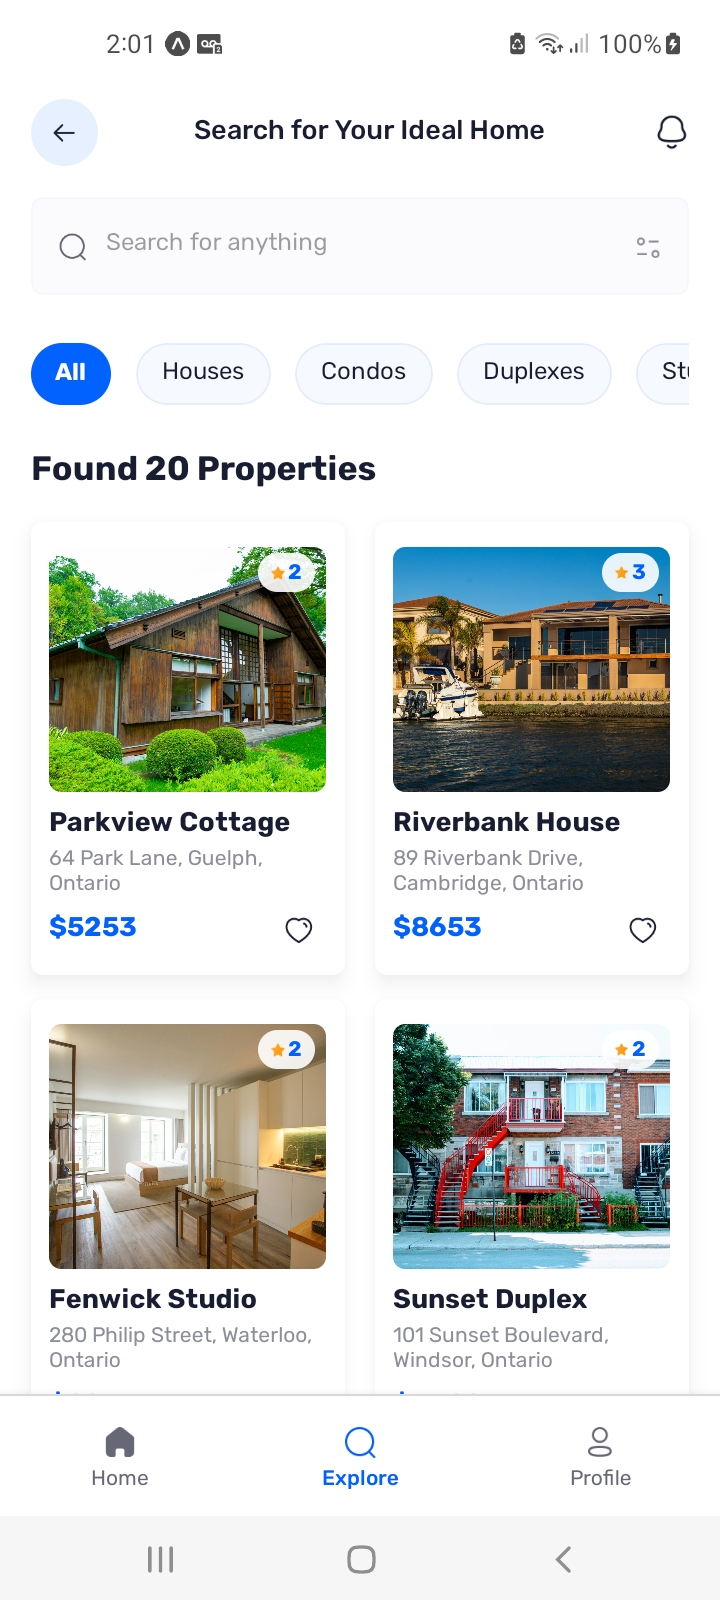 2:01
100%
Search for Your Ideal Home
Search for anything
All
Houses
Condos
Duplexes
Found 20 Properties
2
3
Parkview Cottage
Riverbank House
64 Park Lane, Guelph,
Ontario
89 Riverbank Drive,
Cambridge, Ontario
$5253
$8653
2
2
Fenwick Studio
Sunset Duplex
280 Philip Street, Waterloo,
Ontario
101 Sunset Boulevard,
Windsor, Ontario
Home
Explore
Profile